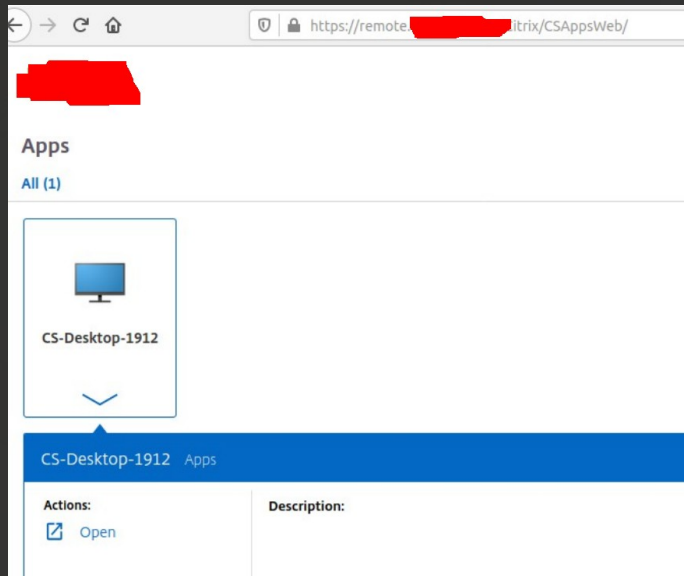 https://remote. itrix/CSAppsWeb/
Apps
All (1)
CS-Desktop-1912
CS-Desktop-1912 Apps
Actions:
Description:
Open